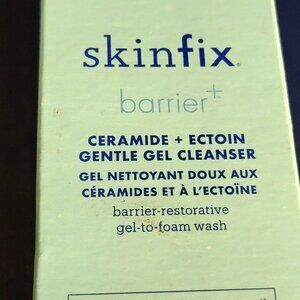 skinfix
barrier+
CERAMIDE + ECTOIN
GENTLE GEL CLEANSER
GEL NETTOYANT DOUX AUX
CÉRAMIDES ET À L'ECTOÏNE
barrier-restorative
gel-to-foam wash